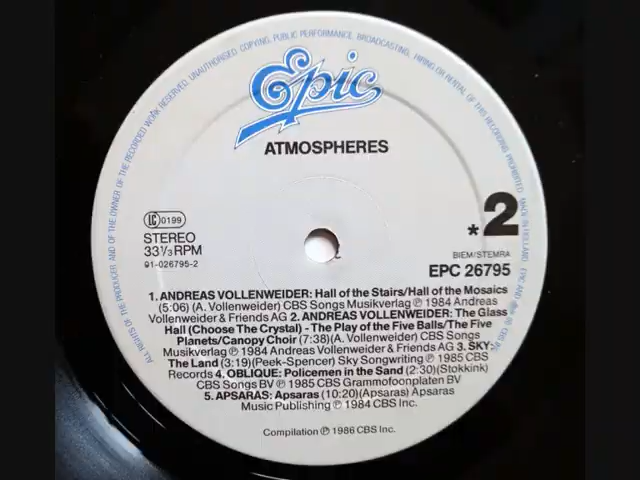 ALL RIGHTS OF THE PRODUCER AND OF THE OWNER OF THE RECORDED WORK RESERVED. UNAUTHORISED COPYING, PUBLIC PERFORMANCE, BROADCASTING, HIRING OR RENTAL OF THIS RECORDING PROHIBITED. MADE IN HOLLAND.
Epic
ATMOSPHERES
LC 0199
STEREO
33⅓ RPM
91-026795-2
*2
BIEM/STEMRA
EPC 26795
1. ANDREAS VOLLENWEIDER: Hall of the Stairs/Hall of the Mosaics
(5:06) (A. Vollenweider) CBS Songs Musikverlag ℗ 1984 Andreas
Vollenweider & Friends AG 2. ANDREAS VOLLENWEIDER: The Glass
Hall (Choose The Crystal) - The Play of the Five Balls/The Five
Planets/Canopy Choir (7:38)(A. Vollenweider) CBS Songs
Musikverlag ℗ 1984 Andreas Vollenweider & Friends AG 3. SKY:
The Land (3:19)(Peek-Spencer) Sky Songwriting ℗ 1985 CBS
Records 4. OBLIQUE: Policemen in the Sand (2:30)(Stokkink)
CBS Songs BV ℗ 1985 CBS Grammofoonplaten BV
5. APSARAS: Apsaras (10:20)(Apsaras) Apsaras
Music Publishing ℗ 1984 CBS Inc.
Compilation ℗ 1986 CBS Inc.